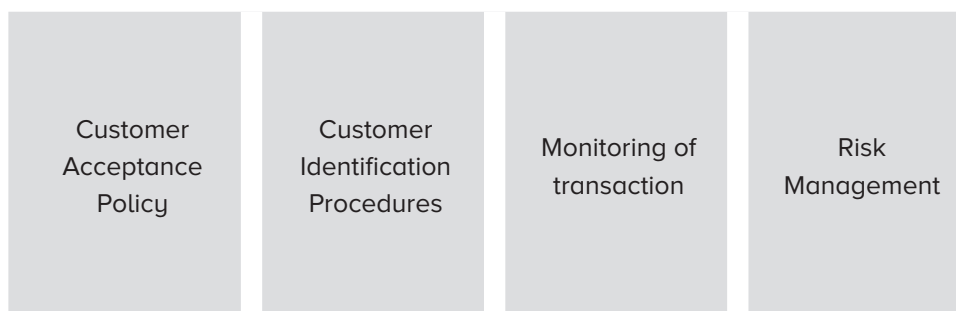 Customer
Acceptance
Policy
Customer
Identification
Procedures
Monitoring of
transaction
Risk
Management